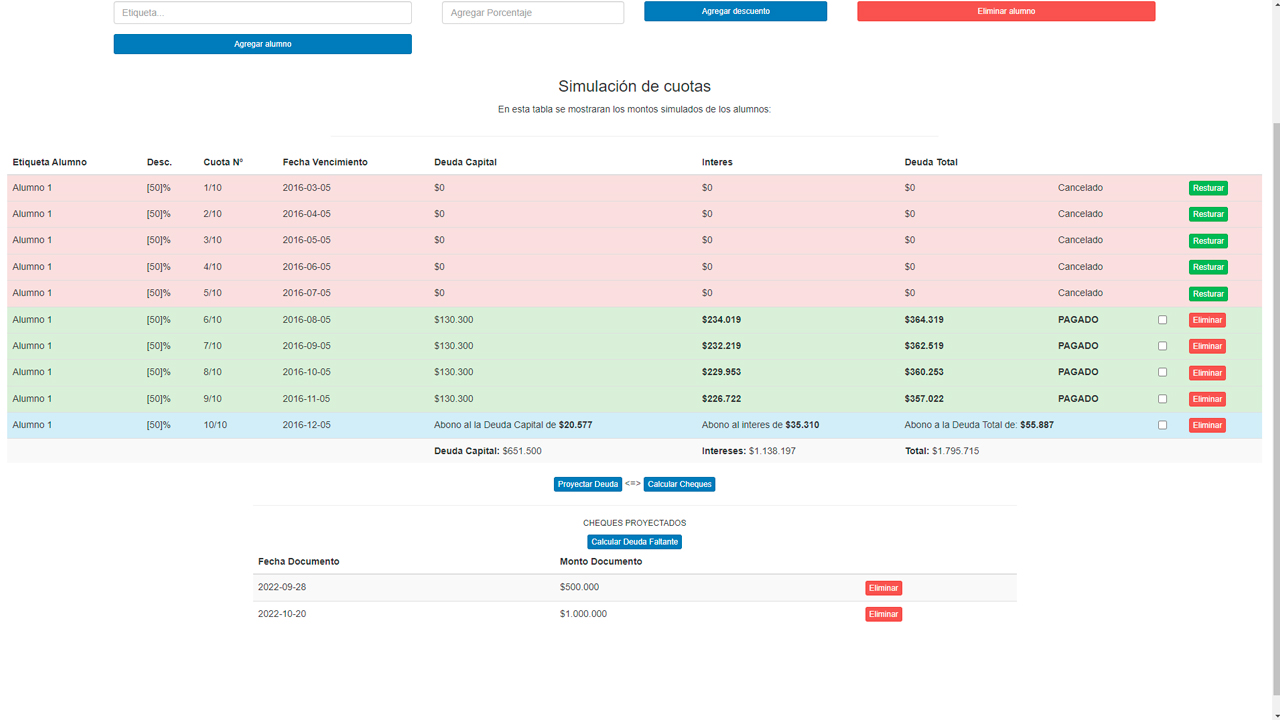 Etiqueta... Agregar Porcentaje Agregar descuento Eliminar alumno
Agregar alumno
Simulación de cuotas
En esta tabla se mostraran los montos simulados de los alumnos:
Etiqueta Alumno Desc. Cuota Nº Fecha Vencimiento Deuda Capital Interes Deuda Total
Alumno 1 [50]% 1/10 2016-03-05 $0 $0 $0 Cancelado Resturar
Alumno 1 [50]% 2/10 2016-04-05 $0 $0 $0 Cancelado Resturar
Alumno 1 [50]% 3/10 2016-05-05 $0 $0 $0 Cancelado Resturar
Alumno 1 [50]% 4/10 2016-06-05 $0 $0 $0 Cancelado Resturar
Alumno 1 [50]% 5/10 2016-07-05 $0 $0 $0 Cancelado Resturar
Alumno 1 [50]% 6/10 2016-08-05 $130.300 $234.019 $364.319 PAGADO Eliminar
Alumno 1 [50]% 7/10 2016-09-05 $130.300 $232.219 $362.519 PAGADO Eliminar
Alumno 1 [50]% 8/10 2016-10-05 $130.300 $229.953 $360.253 PAGADO Eliminar
Alumno 1 [50]% 9/10 2016-11-05 $130.300 $226.722 $357.022 PAGADO Eliminar
Alumno 1 [50]% 10/10 2016-12-05 Abono al la Deuda Capital de $20.577 Abono al interes de $35.310 Abono a la Deuda Total de: $55.887 Eliminar
Deuda Capital: $651.500 Intereses: $1.138.197 Total: $1.795.715
Proyectar Deuda <=> Calcular Cheques
CHEQUES PROYECTADOS
Calcular Deuda Faltante
Fecha Documento Monto Documento
2022-09-28 $500.000 Eliminar
2022-10-20 $1.000.000 Eliminar